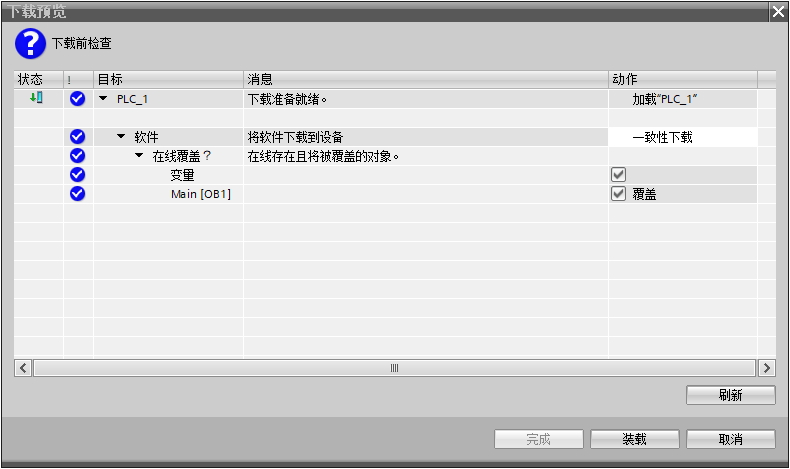 下载预览
下载前检查
状态 ! 目标 消息 动作
PLC_1 下载准备就绪。 加载"PLC_1"
软件 将软件下载到设备 一致性下载
在线覆盖？ 在线存在且将被覆盖的对象。
变量
Main [OB1] 覆盖
刷新
完成 装载 取消